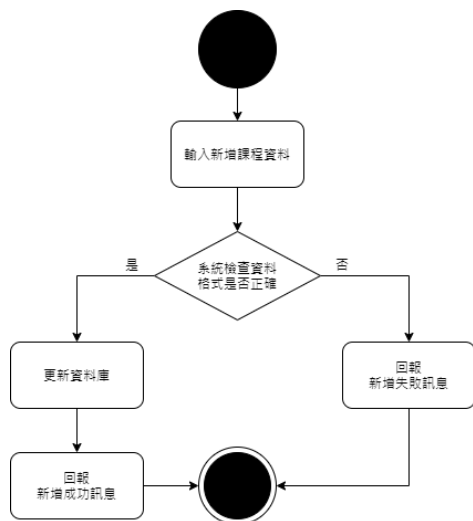 輸入新增課程資料
系統檢查資料
格式是否正確
是
否
更新資料庫
回報
新增失敗訊息
回報
新增成功訊息